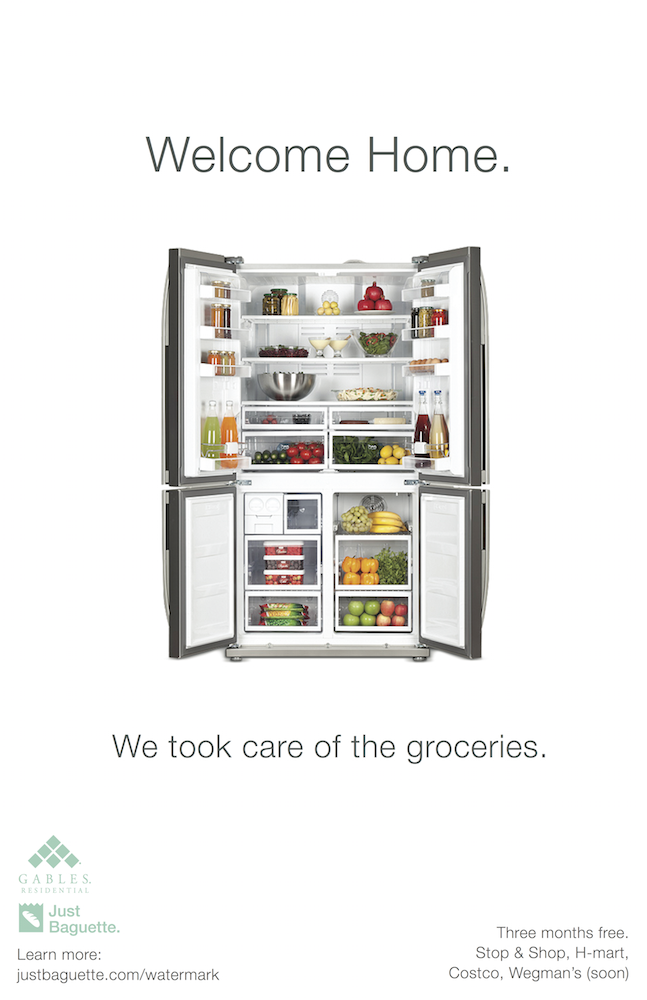 Welcome Home.
We took care of the groceries.
GABLES.
RESIDENTIAL
Just
Baguette.
Learn more:
justbaguette.com/watermark
Three months free.
Stop & Shop, H-mart,
Costco, Wegman's (soon)